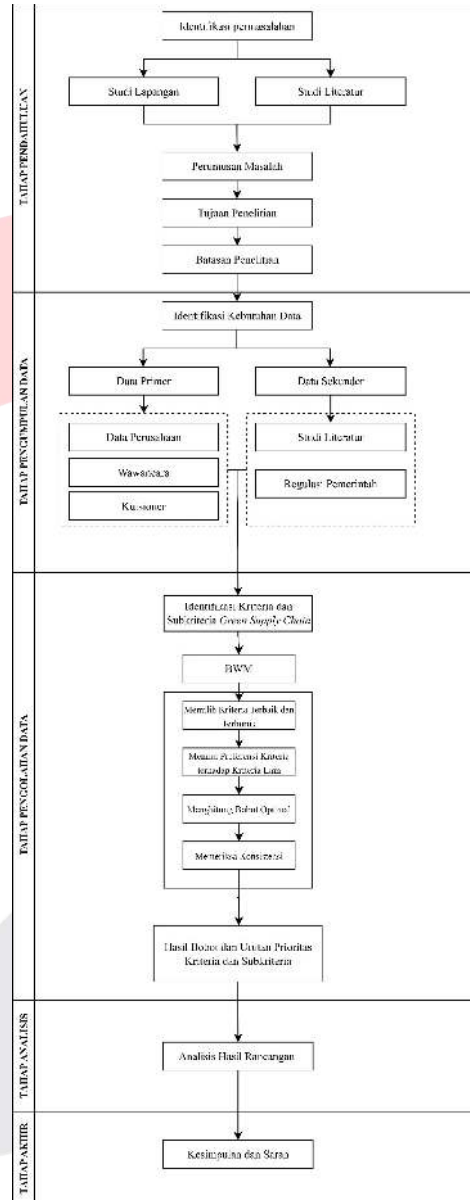 TAHAP PENDAHULUAN
Identifikasi permasalahan
Studi Lapangan
Studi Literatur
Perumusan Masalah
Tujuan Penelitian
Batasan Penelitian
TAHAP PENGUMPULAN DATA
Identifikasi Kebutuhan Data
Data Primer
Data Sekunder
Data Perusahaan
Wawancara
Kuisioner
Studi Literatur
Regulasi Pemerintah
TAHAP PENGOLAHAN DATA
Identifikasi Kriteria dan
Subkriteria Green Supply Chain
BWM
Memilih Kriteria Terbaik dan
Terburuk
Preferensi Kriteria
terhadap Kriteria Lain
Menghitung Bobot Optimal
Memeriksa Konsistensi
Hasil Bobot dan Urutan Prioritas
Kriteria dan Subkriteria
TAHAP ANALISIS
Analisis Hasil Rancangan
TAHAP AKHIR
Kesimpulan dan Saran